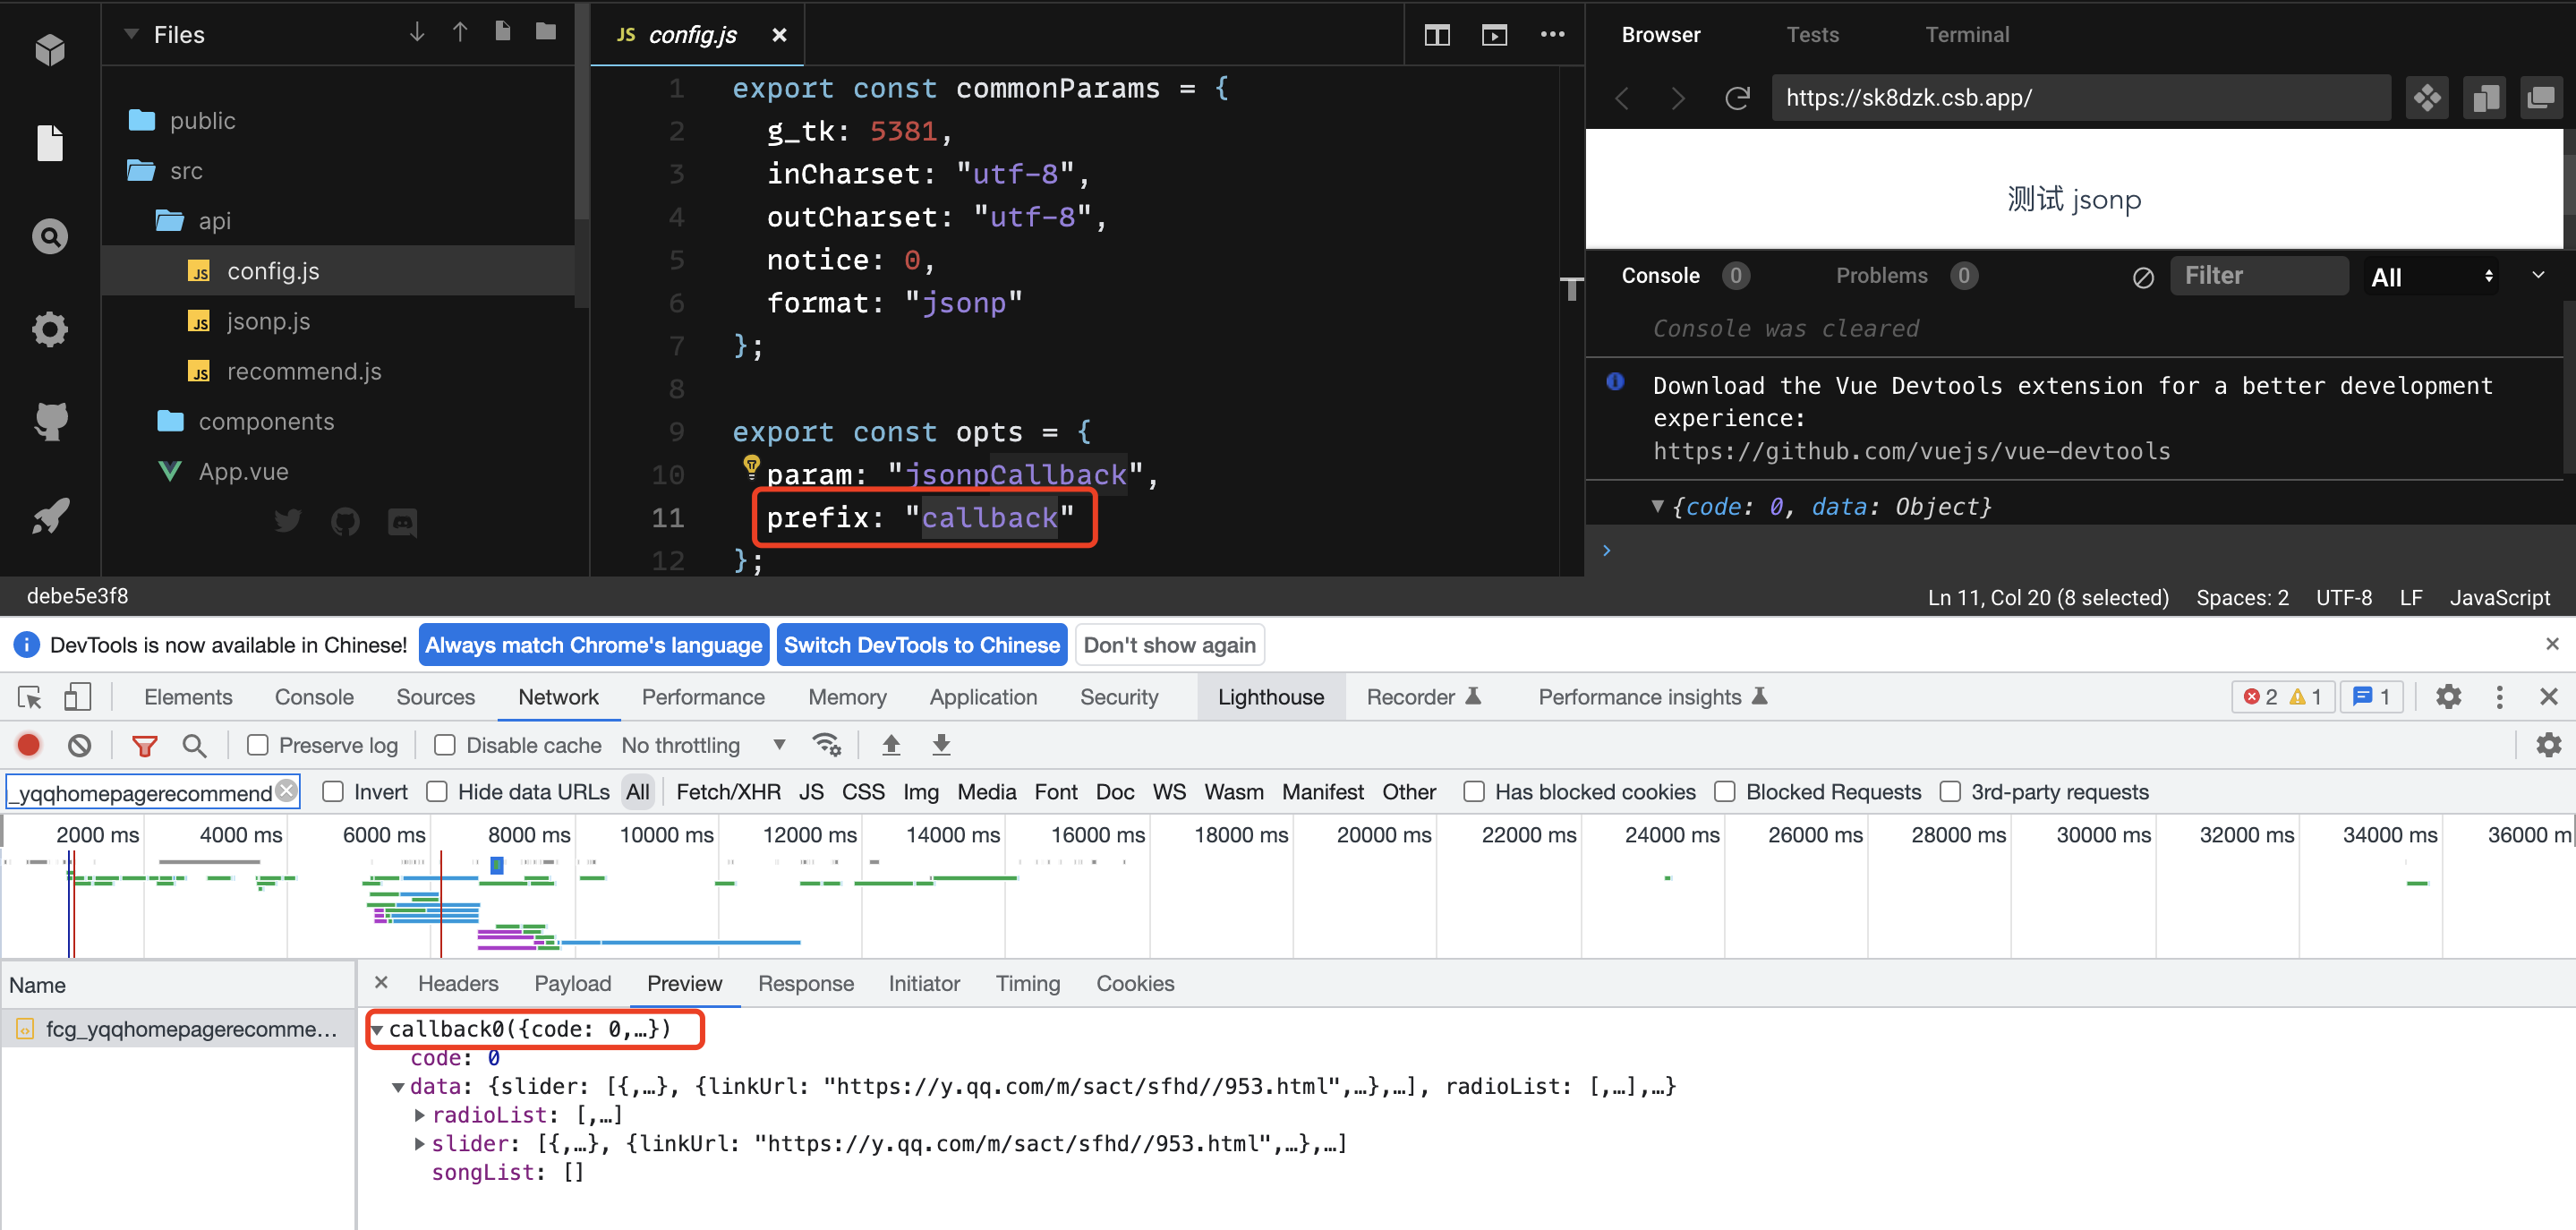 Files
public
src
api
JS config.js
JS jsonp.js
JS recommend.js
components
App.vue
JS config.js ×
1 export const commonParams = {
2 g_tk: 5381,
3 inCharset: "utf-8",
4 outCharset: "utf-8",
5 notice: 0,
6 format: "jsonp"
7 };
8
9 export const opts = {
10 param: "jsonpCallback",
11 prefix: "callback"
12 };
Browser Tests Terminal
https://sk8dzk.csb.app/
测试 jsonp
Console 0 Problems 0 Filter All
Console was cleared
Download the Vue Devtools extension for a better development
experience:
https://github.com/vuejs/vue-devtools
{code: 0, data: Object}
debe5e3f8 Ln 11, Col 20 (8 selected) Spaces: 2 UTF-8 LF JavaScript
DevTools is now available in Chinese! Always match Chrome's language Switch DevTools to Chinese Don't show again
Elements Console Sources Network Performance Memory Application Security Lighthouse Recorder Performance insights 2 1 1
Preserve log Disable cache No throttling
_yqqhomepagerecommend Invert Hide data URLs All Fetch/XHR JS CSS Img Media Font Doc WS Wasm Manifest Other Has blocked cookies Blocked Requests 3rd-party requests
2000 ms 4000 ms 6000 ms 8000 ms 10000 ms 12000 ms 14000 ms 16000 ms 18000 ms 20000 ms 22000 ms 24000 ms 26000 ms 28000 ms 30000 ms 32000 ms 34000 ms 36000 m
Name Headers Payload Preview Response Initiator Timing Cookies
fcg_yqqhomepagerecomme…
callback0({code: 0,…})
code: 0
data: {slider: [{,…}, {linkUrl: "https://y.qq.com/m/sact/sfhd//953.html",…},…], radioList: [,…],…}
radioList: [,…]
slider: [{,…}, {linkUrl: "https://y.qq.com/m/sact/sfhd//953.html",…},…]
songList: []